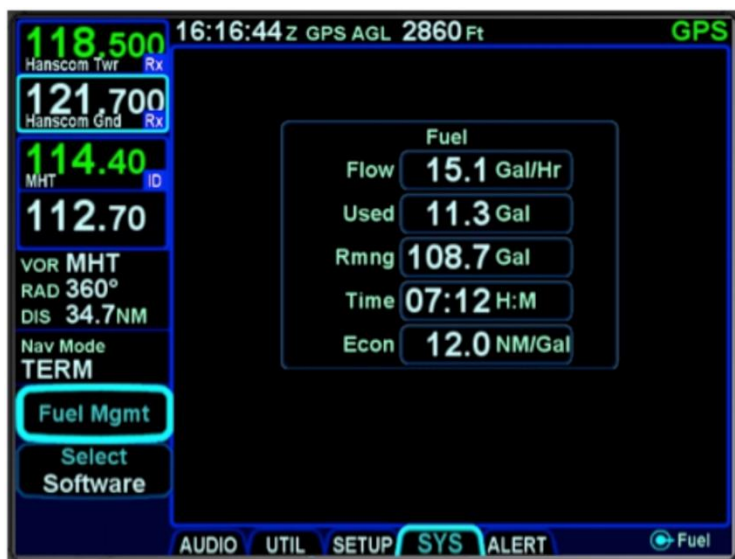 16:16:44 Z GPS AGL 2860 Ft
GPS
118.500
Hanscom Twr Rx
121.700
Hanscom Gnd Rx
114.40
MHT ID
112.70
VOR MHT
RAD 360°
DIS 34.7NM
Nav Mode
TERM
Fuel Mgmt
Select
Software
Fuel
Flow 15.1 Gal/Hr
Used 11.3 Gal
Rmng 108.7 Gal
Time 07:12 H:M
Econ 12.0 NM/Gal
AUDIO UTIL SETUP SYS ALERT
Fuel